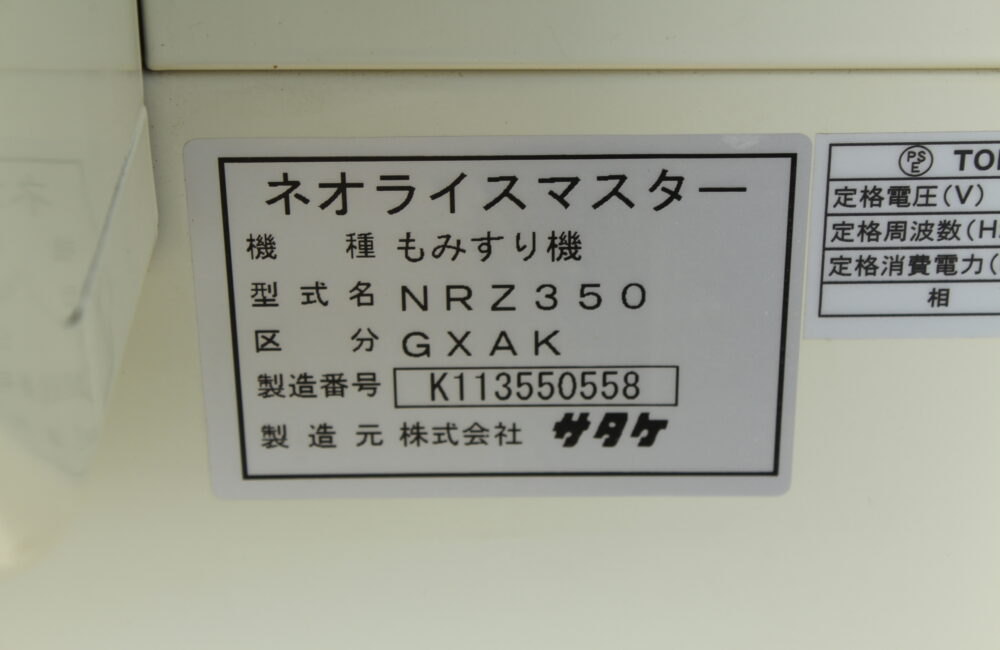 ネオライスマスター
機 種 もみすり機
型式名 NRZ350
区 分 GXAK
製造番号 K113550558
製造元 株式会社 サタケ
PSE
定格電圧(V)
定格周波数(H
定格消費電力(
相